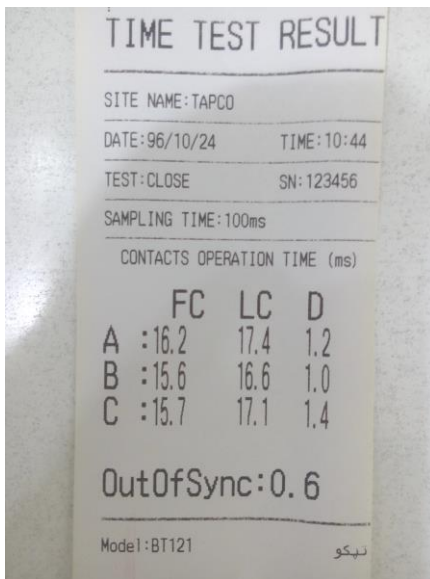 TIME TEST RESULT
SITE NAME:TAPCO
DATE:96/10/24 TIME:10:44
TEST:CLOSE SN:123456
SAMPLING TIME:100ms
CONTACTS OPERATION TIME (ms)
FC LC D
A :16.2 17.4 1.2
B :15.6 16.6 1.0
C :15.7 17.1 1.4
OutOfSync:0.6
Model:BT121 نیکو